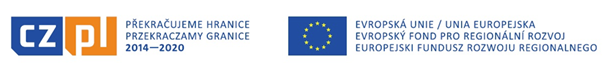 cz pl
PŘEKRAČUJEME HRANICE
PRZEKRACZAMY GRANICE
2014—2020
EVROPSKÁ UNIE / UNIA EUROPEJSKA
EVROPSKÝ FOND PRO REGIONÁLNÍ ROZVOJ
EUROPEJSKI FUNDUSZ ROZWOJU REGIONALNEGO